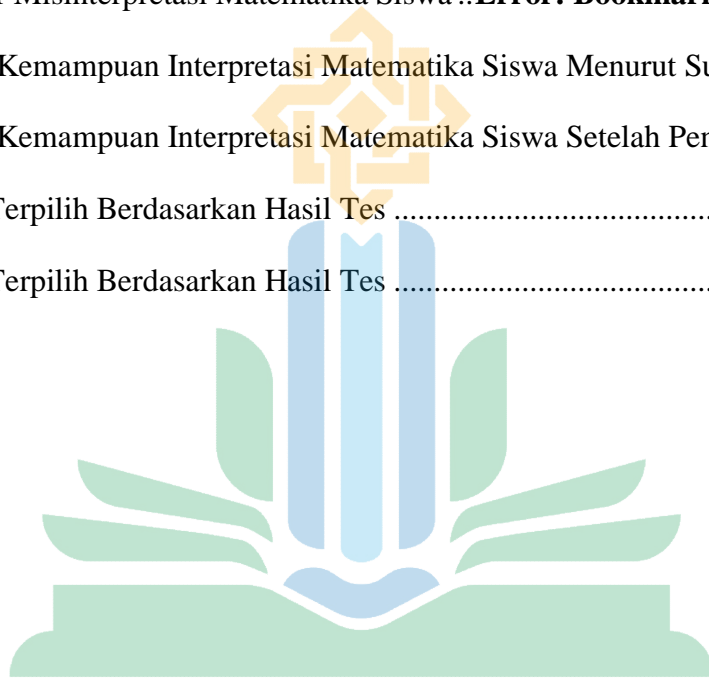 Misinterpretasi Matematika Siswa..Error! Bookmark
Kemampuan Interpretasi Matematika Siswa Menurut Su
Kemampuan Interpretasi Matematika Siswa Setelah Pen
Terpilih Berdasarkan Hasil Tes ........................................
Terpilih Berdasarkan Hasil Tes ........................................